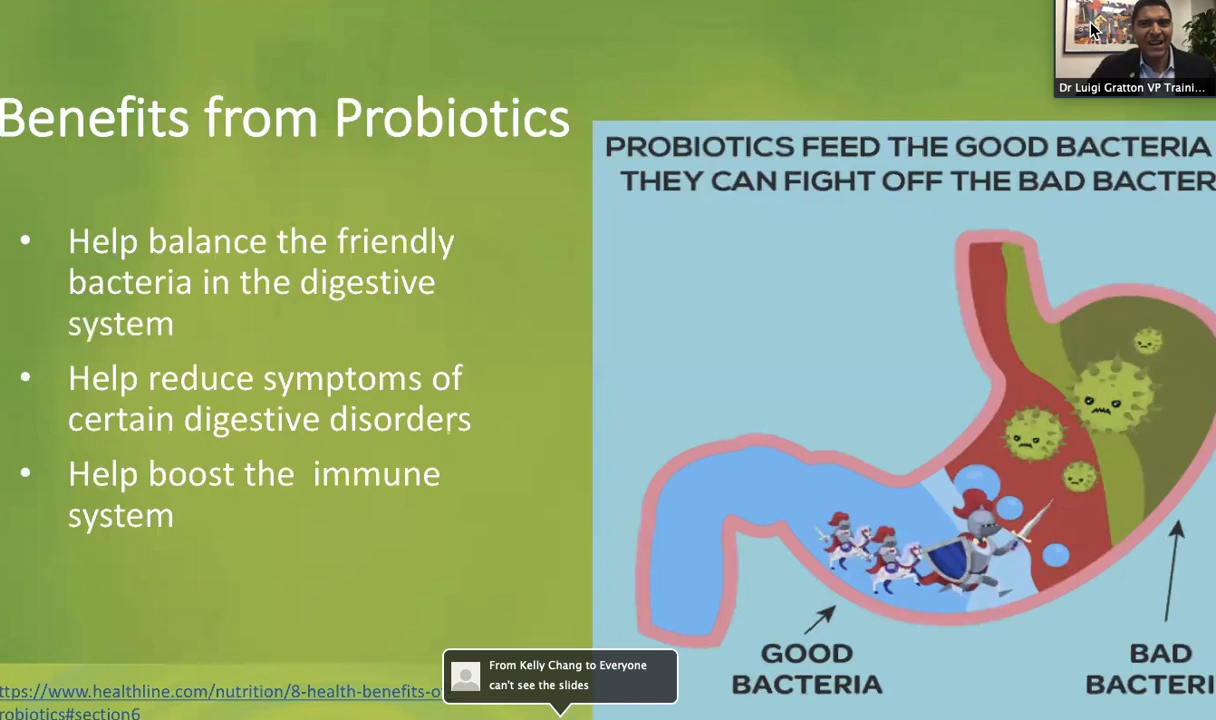 Dr Luigi Gratton VP Traini...
Benefits from Probiotics
PROBIOTICS FEED THE GOOD BACTERIA
THEY CAN FIGHT OFF THE BAD BACTER
• Help balance the friendly
bacteria in the digestive
system
• Help reduce symptoms of
certain digestive disorders
• Help boost the  immune
system
GOOD
BACTERIA
BAD
BACTERI
From Kelly Chang to Everyone
can't see the slides
ttps://www.healthline.com/nutrition/8-health-benefits-o
robiotics#section6